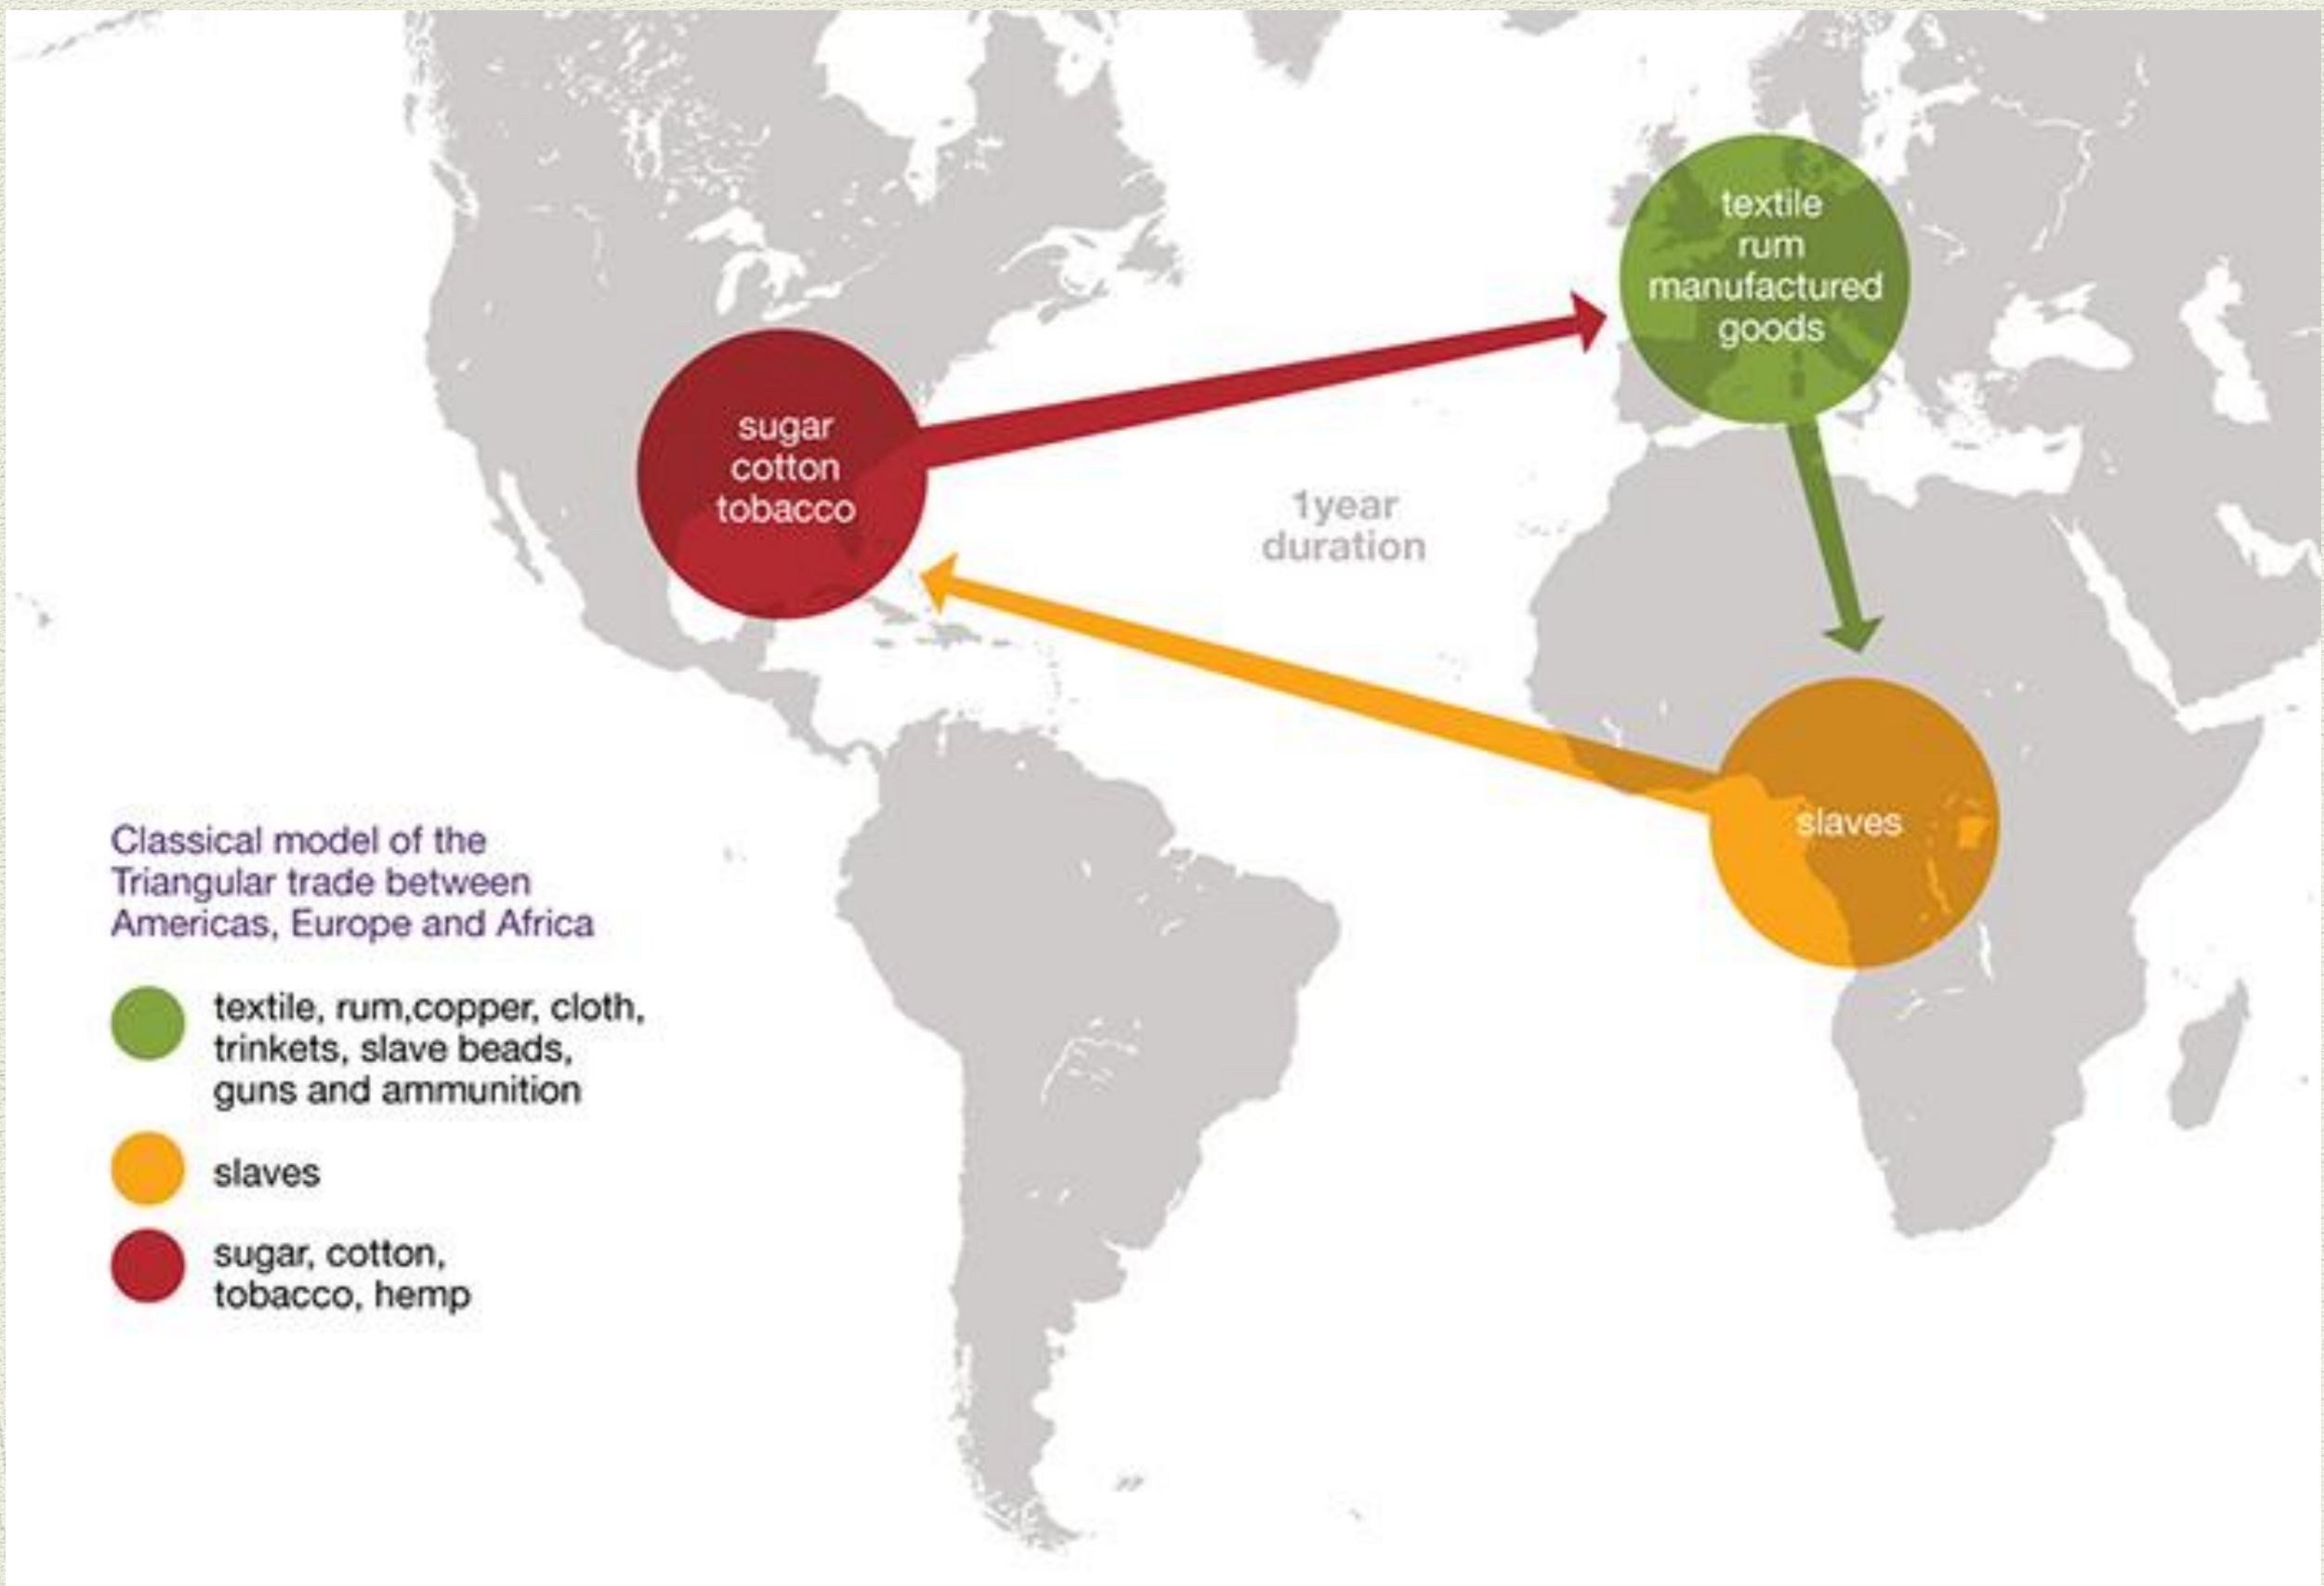 textile
rum
manufactured
goods
sugar
cotton
tobacco
1year
duration
slaves
Classical model of the
Triangular trade between
Americas, Europe and Africa
textile, rum,copper, cloth,
trinkets, slave beads,
guns and ammunition
slaves
sugar, cotton,
tobacco, hemp